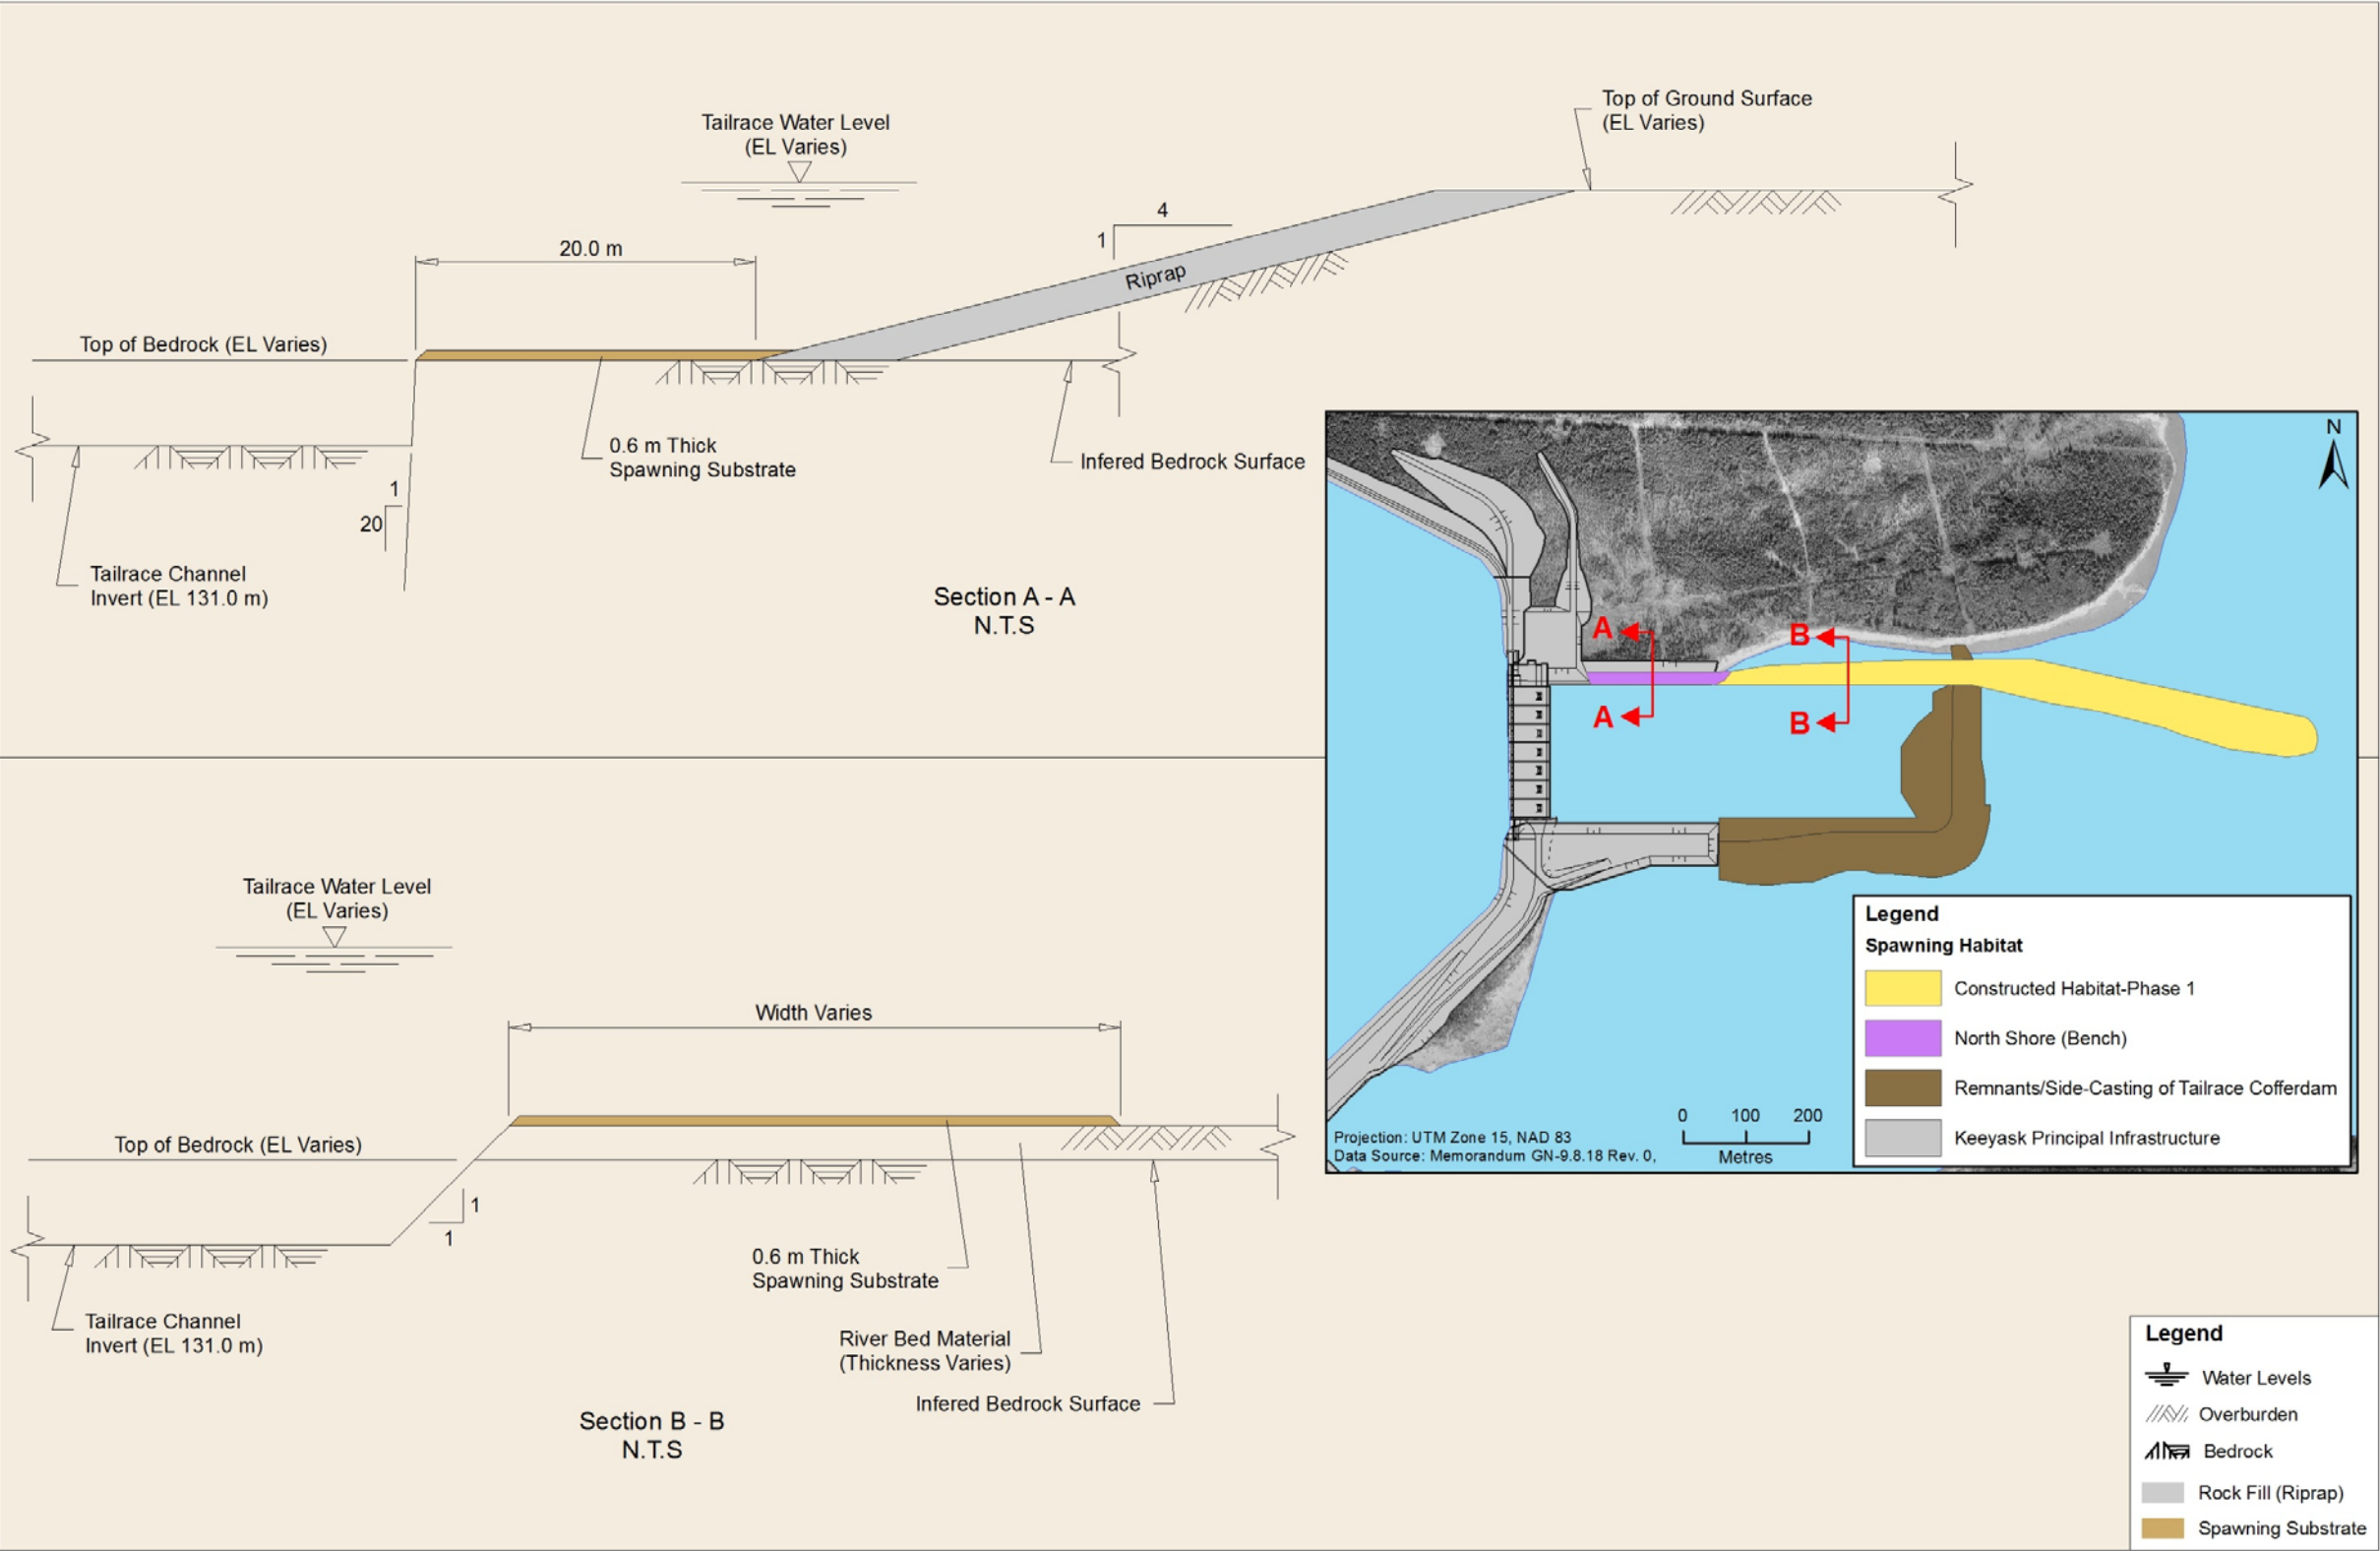 Tailrace Water Level
(EL Varies)
Top of Ground Surface
(EL Varies)
4
1
20.0 m
Riprap
Top of Bedrock (EL Varies)
0.6 m Thick
Spawning Substrate
Infered Bedrock Surface
1
20
Tailrace Channel
Invert (EL 131.0 m)
Section A - A
N.T.S
N
A
B
A
B
Legend
Spawning Habitat
Constructed Habitat-Phase 1
North Shore (Bench)
Remnants/Side-Casting of Tailrace Cofferdam
Keeyask Principal Infrastructure
0 100 200
Metres
Projection: UTM Zone 15, NAD 83
Data Source: Memorandum GN-9.8.18 Rev. 0,
Tailrace Water Level
(EL Varies)
Width Varies
Top of Bedrock (EL Varies)
1
1
0.6 m Thick
Spawning Substrate
Tailrace Channel
Invert (EL 131.0 m)
River Bed Material
(Thickness Varies)
Infered Bedrock Surface
Section B - B
N.T.S
Legend
Water Levels
Overburden
Bedrock
Rock Fill (Riprap)
Spawning Substrate